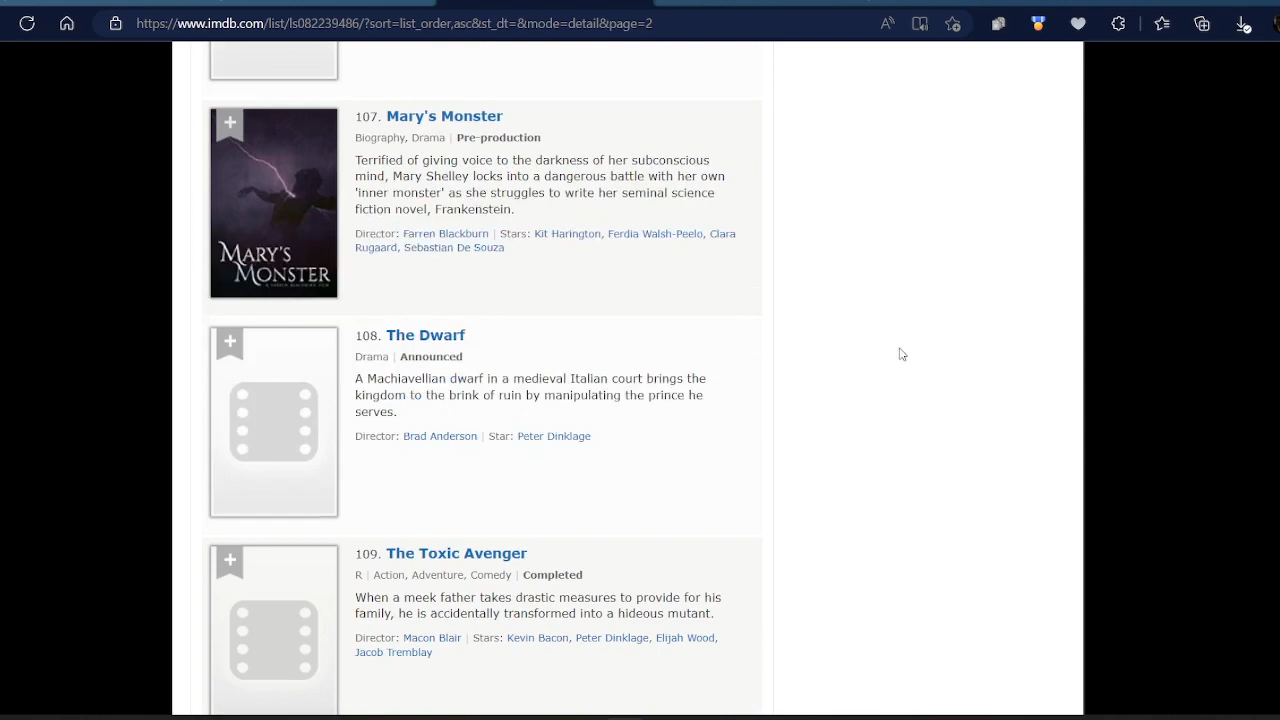 https://www.imdb.com/list/ls082239486/?sort=list_order,asc&st_dt=&mode=detail&page=2
107. Mary's Monster
Biography, Drama | Pre-production
Terrified of giving voice to the darkness of her subconscious
mind, Mary Shelley locks into a dangerous battle with her own
'inner monster' as she struggles to write her seminal science
fiction novel, Frankenstein.
Director: Farren Blackburn | Stars: Kit Harington, Ferdia Walsh-Peelo, Clara
Rugaard, Sebastian De Souza
MARY'S
MONSTER
108. The Dwarf
Drama | Announced
A Machiavellian dwarf in a medieval Italian court brings the
kingdom to the brink of ruin by manipulating the prince he
serves.
Director: Brad Anderson | Star: Peter Dinklage
109. The Toxic Avenger
R | Action, Adventure, Comedy | Completed
When a meek father takes drastic measures to provide for his
family, he is accidentally transformed into a hideous mutant.
Director: Macon Blair | Stars: Kevin Bacon, Peter Dinklage, Elijah Wood,
Jacob Tremblay